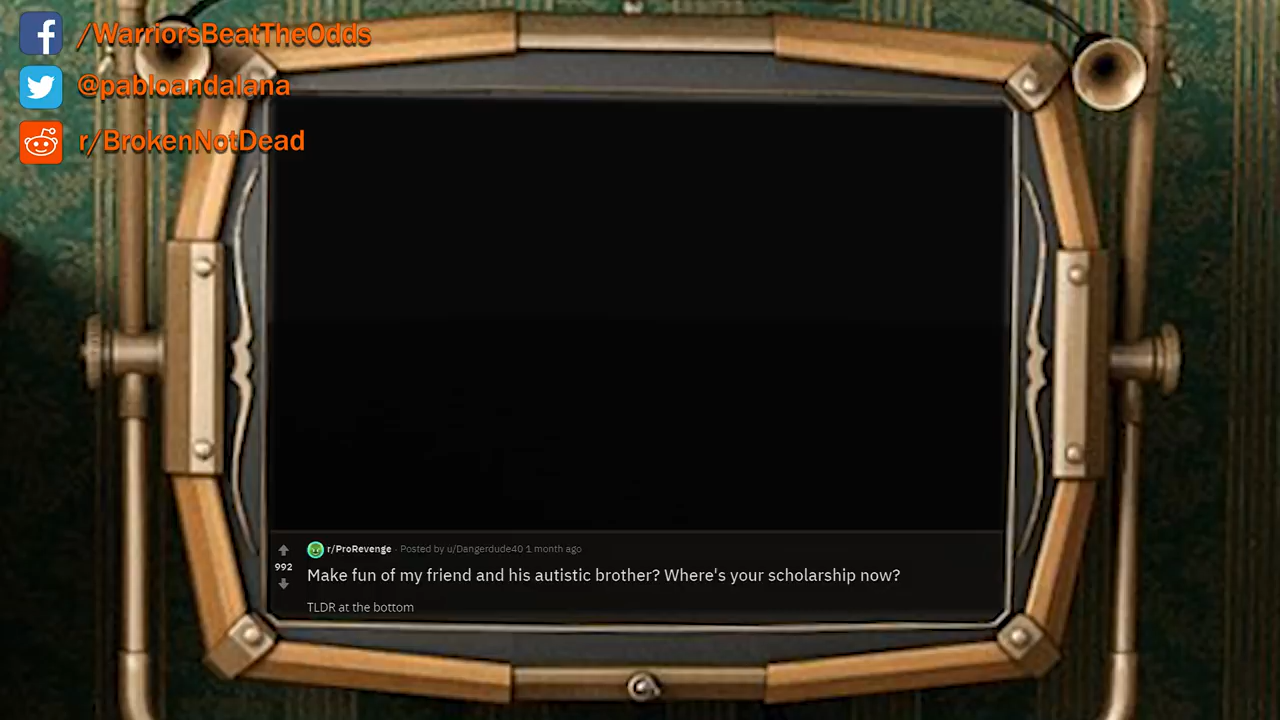 /WarriorsBeatTheOdds
@pabloandalana
r/BrokenNotDead
r/ProRevenge · Posted by u/Dangerdude40 1 month ago
992
Make fun of my friend and his autistic brother? Where's your scholarship now?
TLDR at the bottom